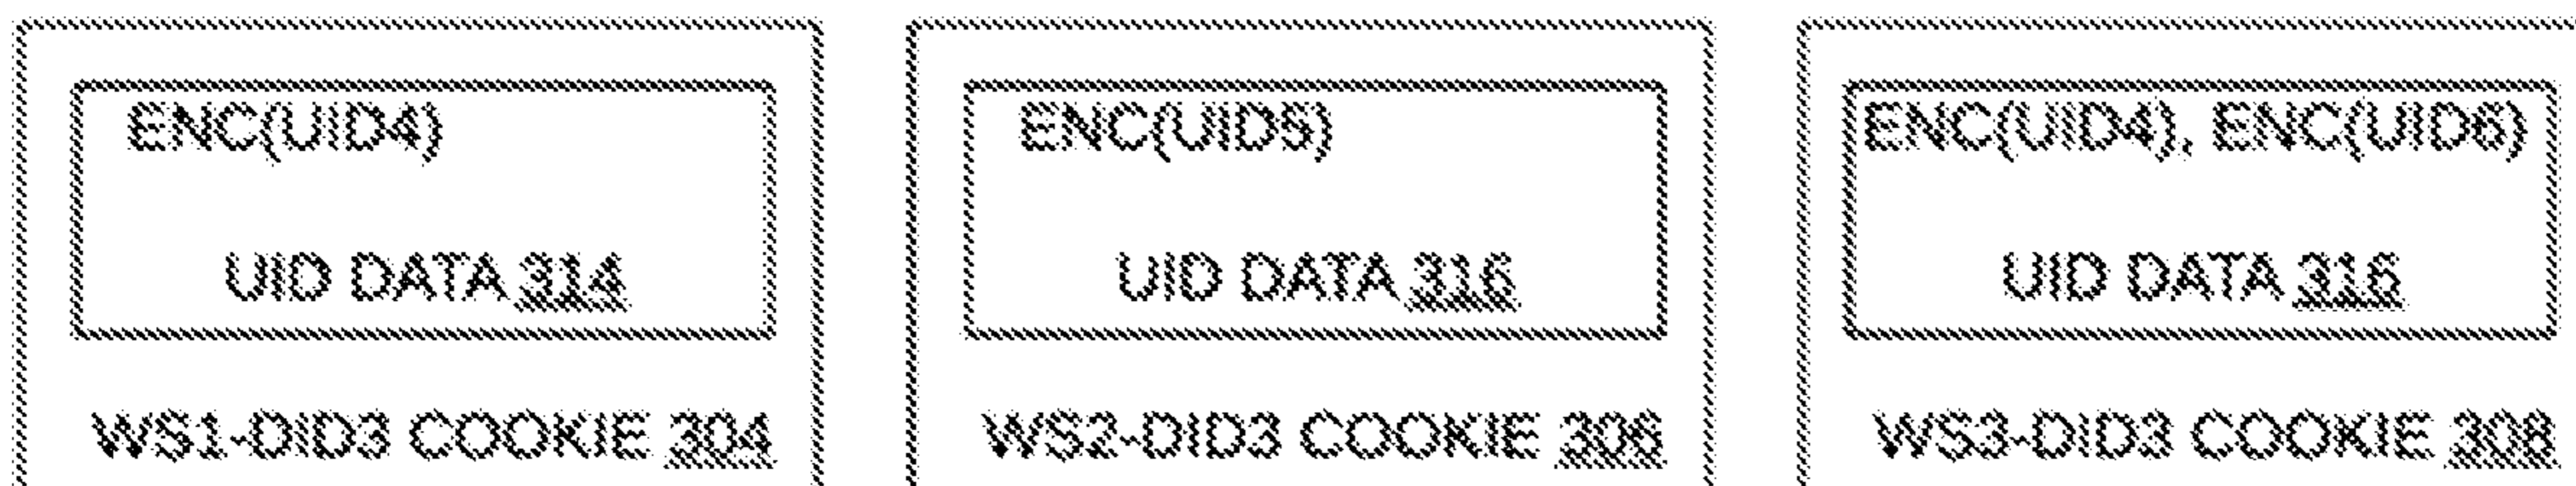 ENC(UID4)
UID DATA 314
WS1-DID3 COOKIE 304
ENC(UID5)
UID DATA 316
WS2-DID3 COOKIE 306
ENC(UID4), ENC(UID6)
UID DATA 316
WS3-DID3 COOKIE 308